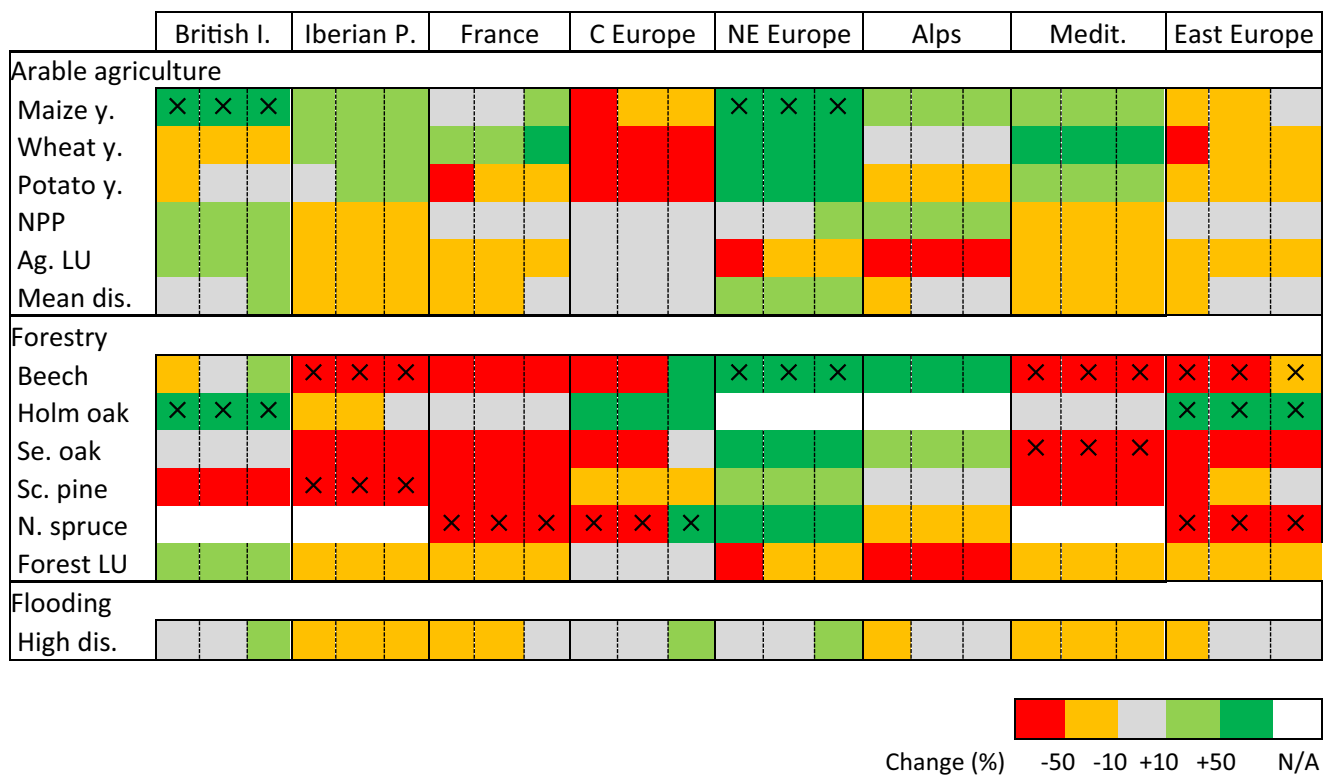 British I. Iberian P. France C Europe NE Europe Alps Medit. East Europe
Arable agriculture
Maize y. × × × × × ×
Wheat y.
Potato y.
NPP
Ag. LU
Mean dis.
Forestry
Beech × × × × × × × × × × × ×
Holm oak × × × × × ×
Se. oak × × ×
Sc. pine × × ×
N. spruce × × × × × × × × ×
Forest LU
Flooding
High dis.
Change (%) -50 -10 +10 +50 N/A